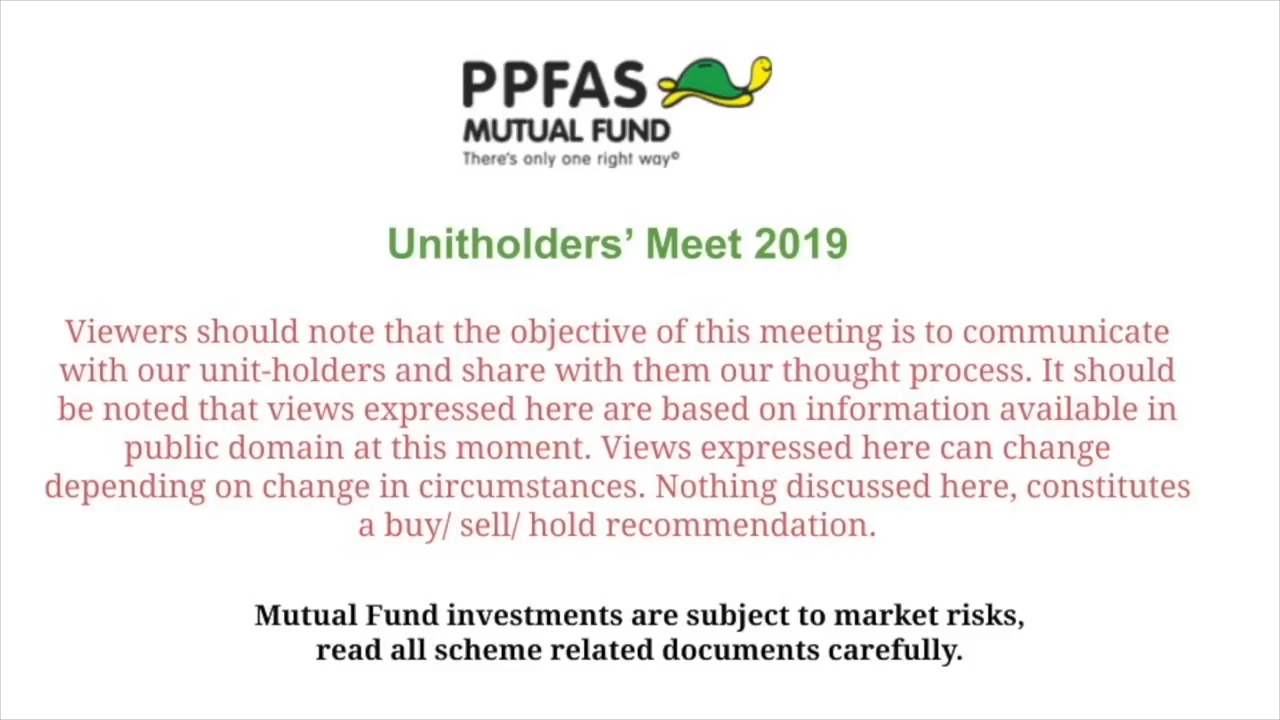 PPFAS
MUTUAL FUND
There's only one right way©
Unitholders’ Meet 2019
Viewers should note that the objective of this meeting is to communicate
with our unit-holders and share with them our thought process. It should
be noted that views expressed here are based on information available in
public domain at this moment. Views expressed here can change
depending on change in circumstances. Nothing discussed here, constitutes
a buy/ sell/ hold recommendation.
Mutual Fund investments are subject to market risks,
read all scheme related documents carefully.